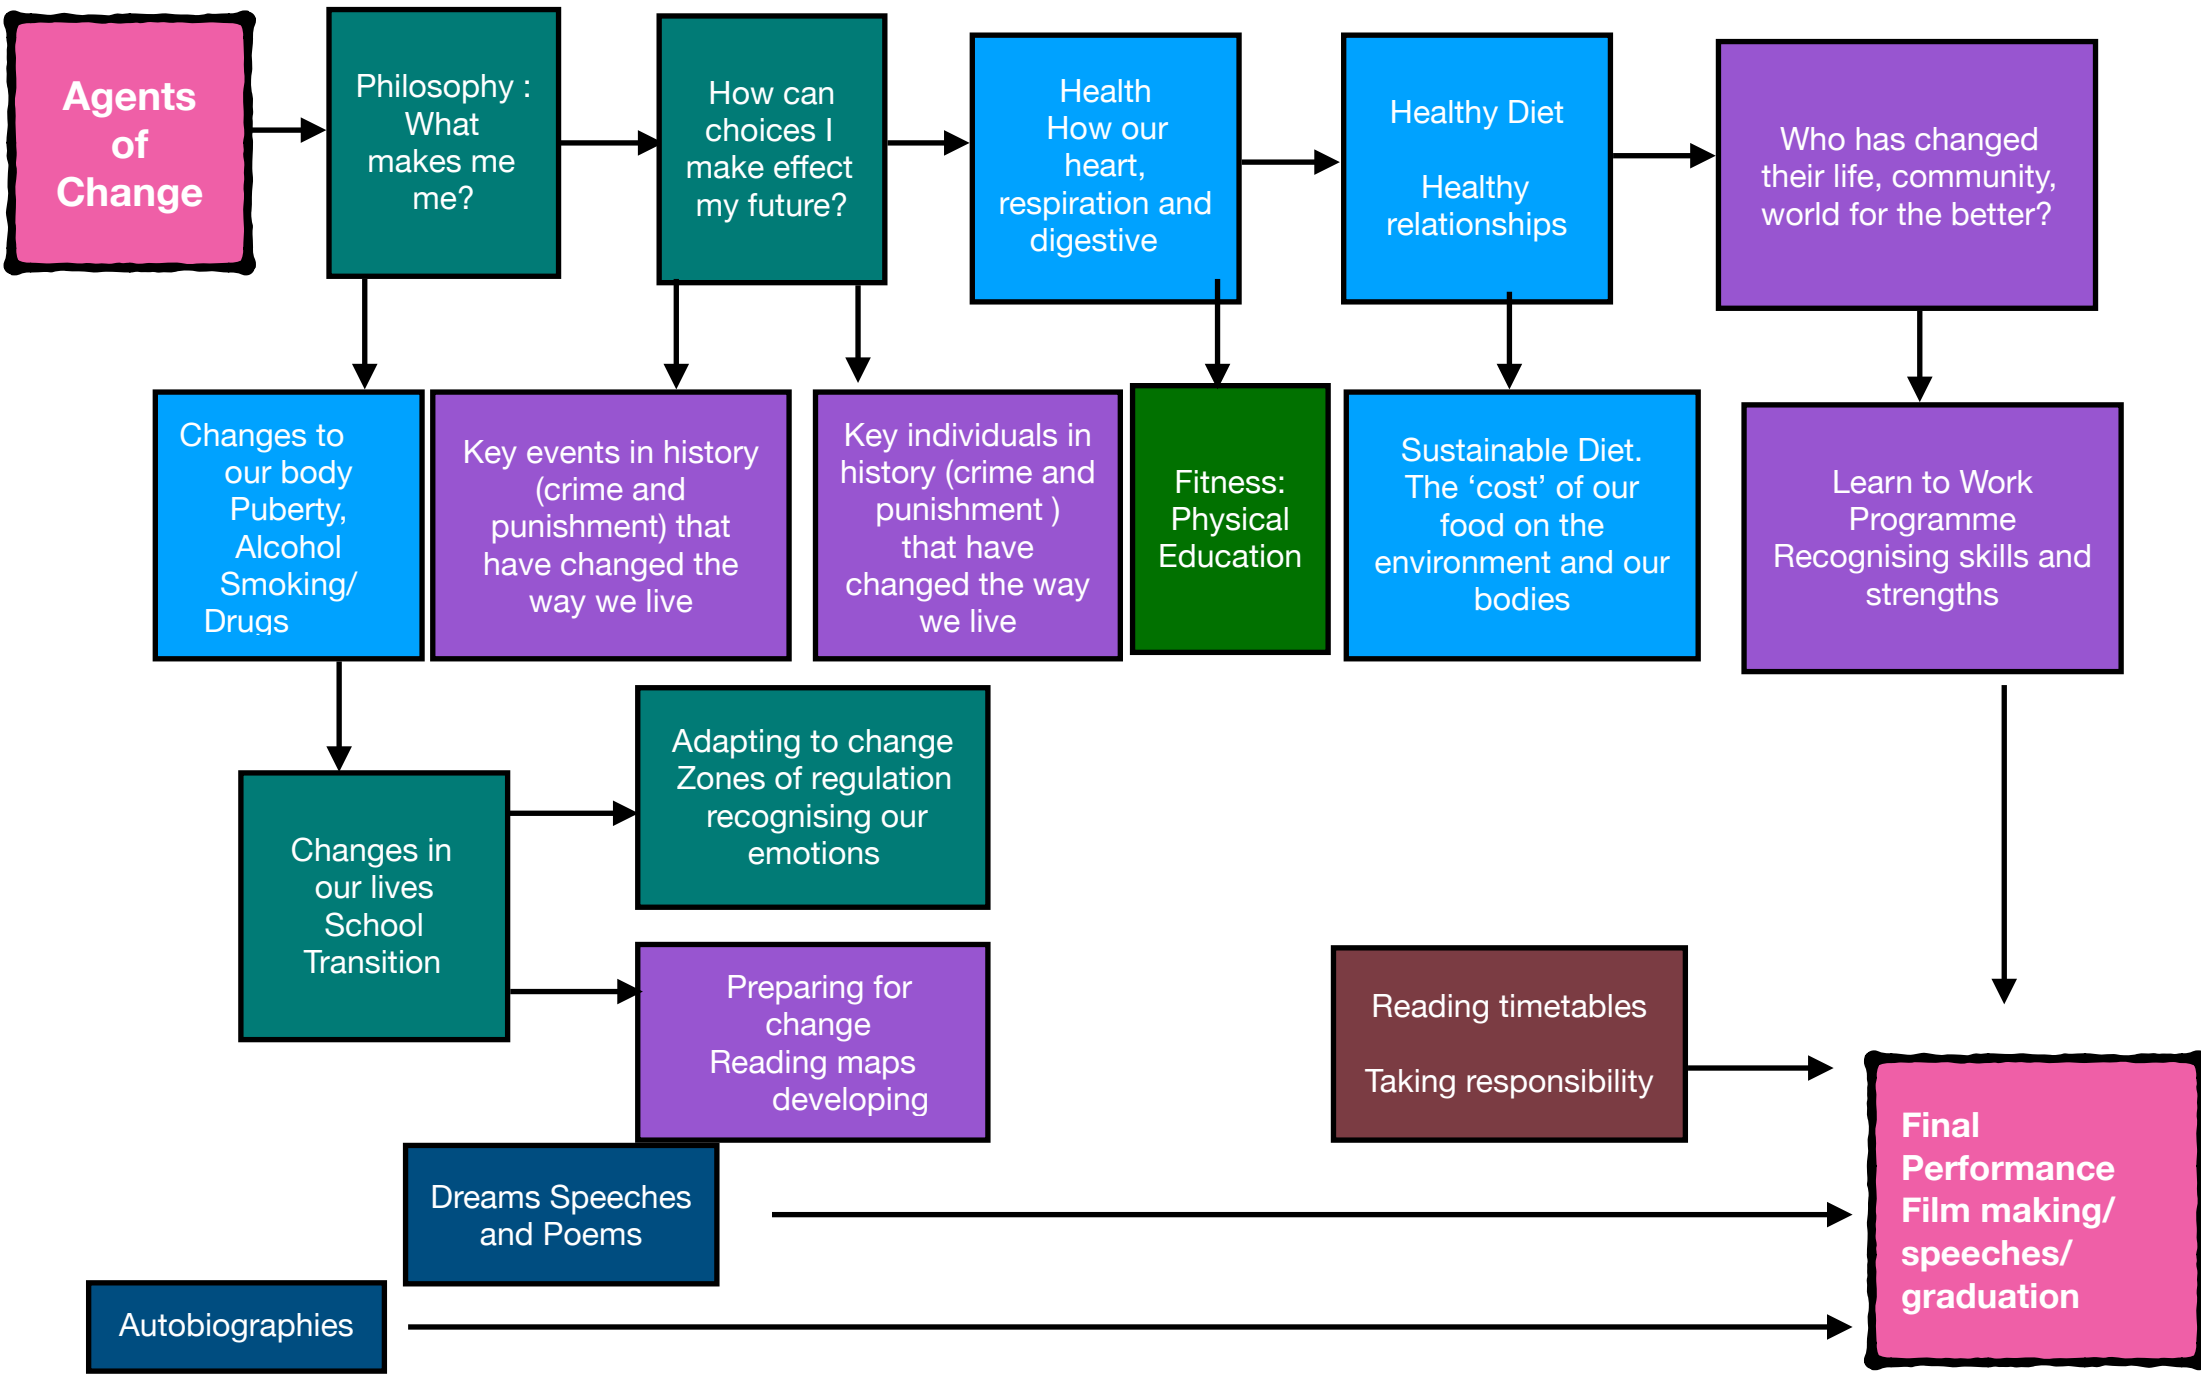 Agents
of
Change
Philosophy :
What
makes me
me?
How can
choices I
make effect
my future?
Health
How our
heart,
respiration and
digestive
Healthy Diet
Healthy
relationships
Who has changed
their life, community,
world for the better?
Changes to
our body
Puberty,
Alcohol
Smoking/
Drugs
Key events in history
(crime and
punishment) that
have changed the
way we live
Key individuals in
history (crime and
punishment )
that have
changed the way
we live
Fitness:
Physical
Education
Sustainable Diet.
The ‘cost’ of our
food on the
environment and our
bodies
Learn to Work
Programme
Recognising skills and
strengths
Changes in
our lives
School
Transition
Adapting to change
Zones of regulation
recognising our
emotions
Preparing for
change
Reading maps
developing
Reading timetables
Taking responsibility
Dreams Speeches
and Poems
Autobiographies
Final
Performance
Film making/
speeches/
graduation